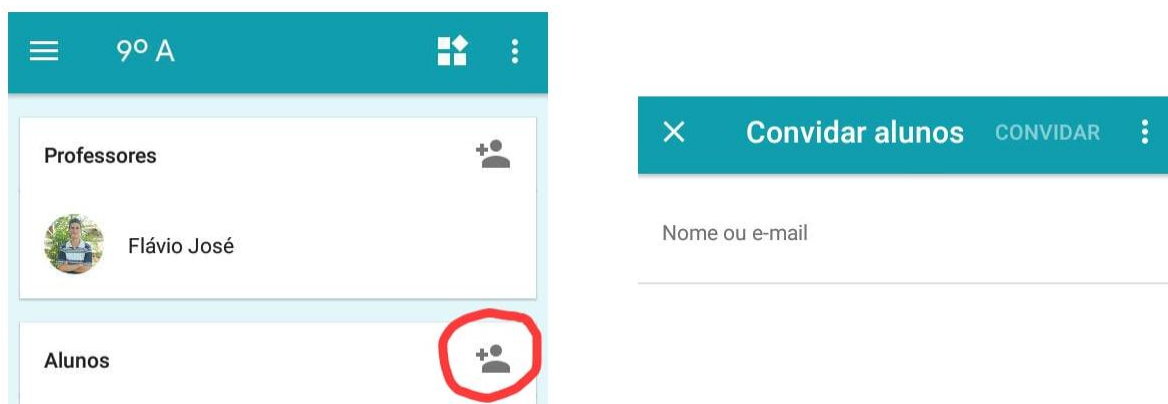 9º A
Professores
Flávio José
Alunos
Convidar alunos CONVIDAR
Nome ou e-mail